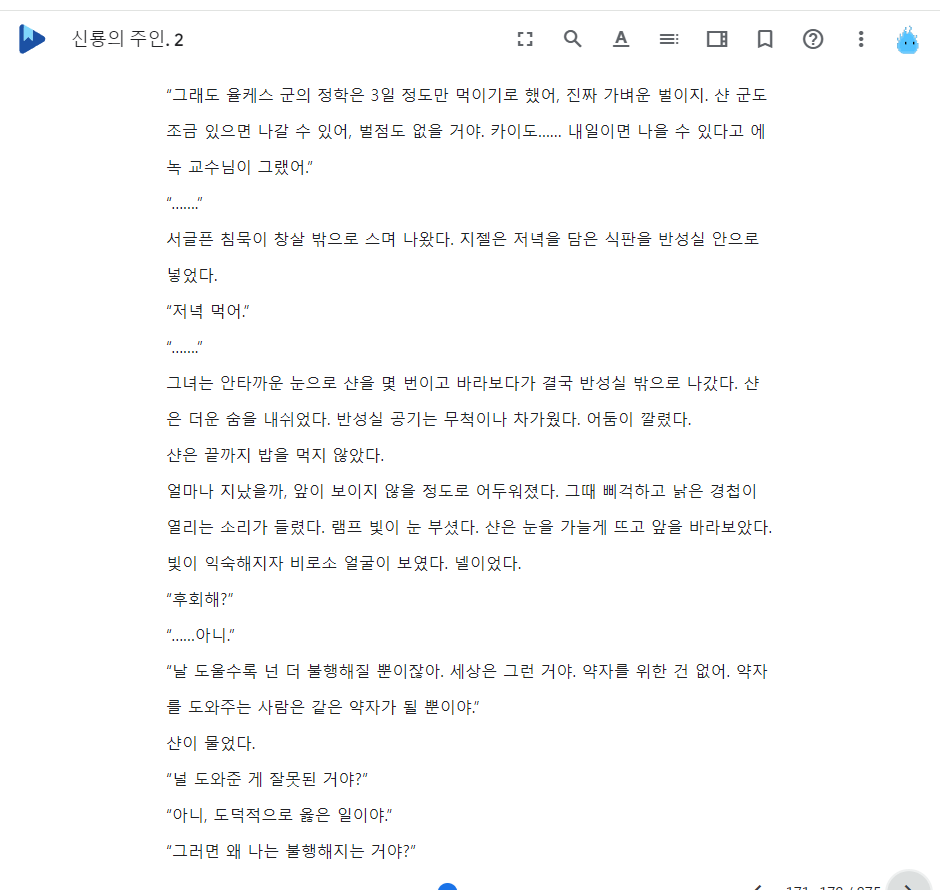 신룡의 주인. 2
“그래도 율케스 군의 정학은 3일 정도만 먹이기로 했어, 진짜 가벼운 벌이지. 샨 군도
조금 있으면 나갈 수 있어, 벌점도 없을 거야. 카이도…… 내일이면 나을 수 있다고 에
녹 교수님이 그랬어.”
“…….”
서글픈 침묵이 창살 밖으로 스며 나왔다. 지젤은 저녁을 담은 식판을 반성실 안으로
넣었다.
“저녁 먹어.”
“…….”
그녀는 안타까운 눈으로 샨을 몇 번이고 바라보다가 결국 반성실 밖으로 나갔다. 샨
은 더운 숨을 내쉬었다. 반성실 공기는 무척이나 차가웠다. 어둠이 깔렸다.
샨은 끝까지 밥을 먹지 않았다.
얼마나 지났을까, 앞이 보이지 않을 정도로 어두워졌다. 그때 삐걱하고 낡은 경첩이
열리는 소리가 들렸다. 램프 빛이 눈 부셨다. 샨은 눈을 가늘게 뜨고 앞을 바라보았다.
빛이 익숙해지자 비로소 얼굴이 보였다. 넬이었다.
“후회해?”
“……아니.”
“날 도울수록 넌 더 불행해질 뿐이잖아. 세상은 그런 거야. 약자를 위한 건 없어. 약자
를 도와주는 사람은 같은 약자가 될 뿐이야.”
샨이 물었다.
“널 도와준 게 잘못된 거야?”
“아니, 도덕적으로 옳은 일이야.”
“그러면 왜 나는 불행해지는 거야?”